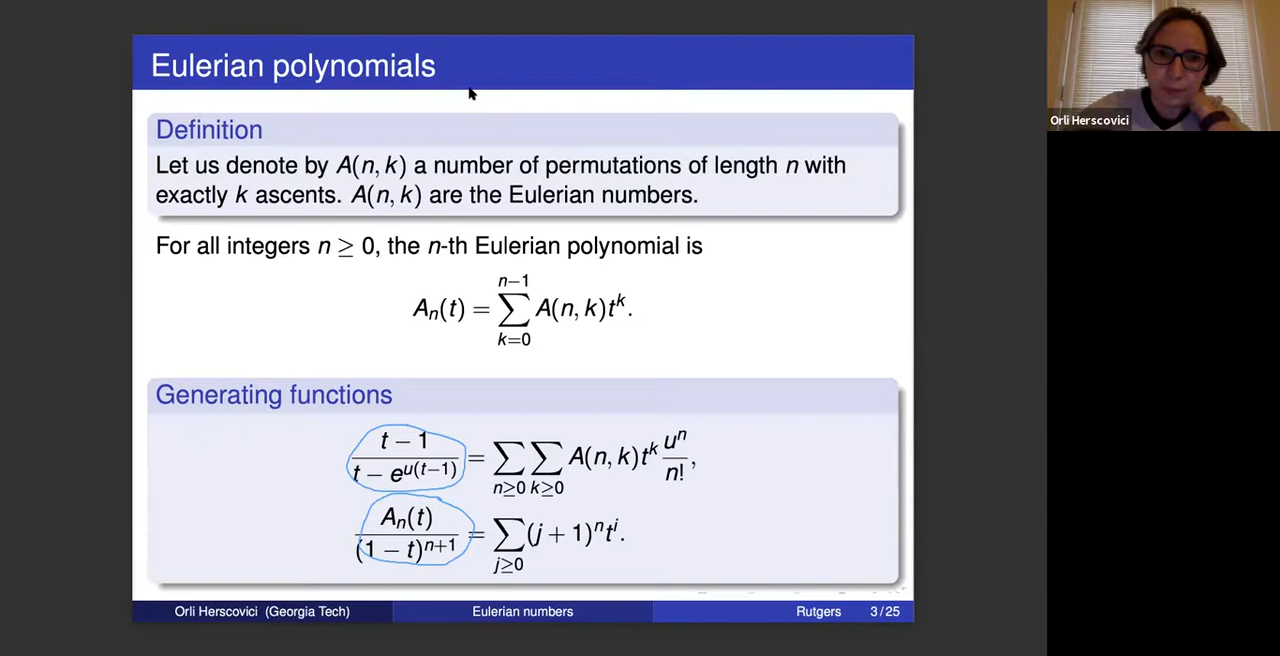 Eulerian polynomials
Definition
Let us denote by A(n, k) a number of permutations of length n with
exactly k ascents. A(n, k) are the Eulerian numbers.
For all integers n ≥ 0, the n-th Eulerian polynomial is
A_n(t) = \sum_{k=0}^{n-1} A(n, k)t^k.
Generating functions
\frac{t − 1}{t − e^{u(t−1)}} = \sum_{n≥0} \sum_{k≥0} A(n, k)t^k \frac{u^n}{n!},
\frac{A_n(t)}{(1 − t)^{n+1}} = \sum_{j≥0} (j + 1)^n t^j.
Orli Herscovici (Georgia Tech) Eulerian numbers Rutgers 3 / 25
Orli Herscovici